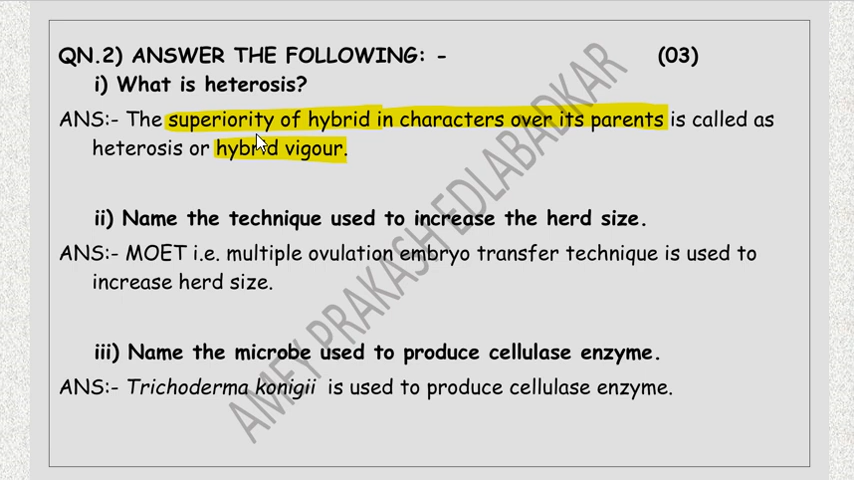 QN.2) ANSWER THE FOLLOWING: - (03)
i) What is heterosis?
ANS:- The superiority of hybrid in characters over its parents is called as
heterosis or hybrid vigour.
ii) Name the technique used to increase the herd size.
ANS:- MOET i.e. multiple ovulation embryo transfer technique is used to
increase herd size.
iii) Name the microbe used to produce cellulase enzyme.
ANS:- Trichoderma konigii is used to produce cellulase enzyme.
AMEY PRAKASH EDLABADKAR